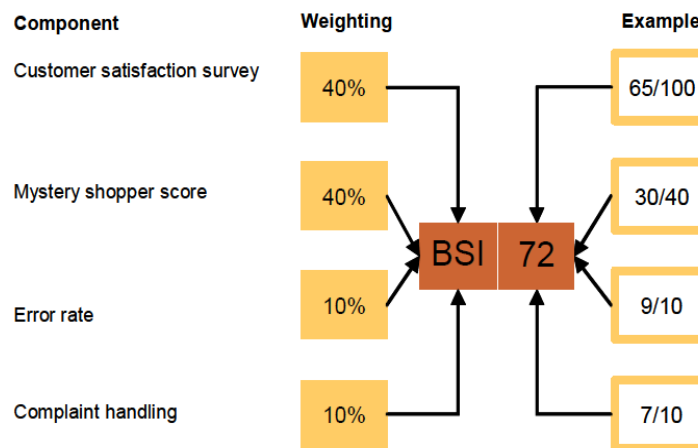 Component Weighting Example
Customer satisfaction survey 40% 65/100
Mystery shopper score 40% 30/40
BSI 72
Error rate 10% 9/10
Complaint handling 10% 7/10